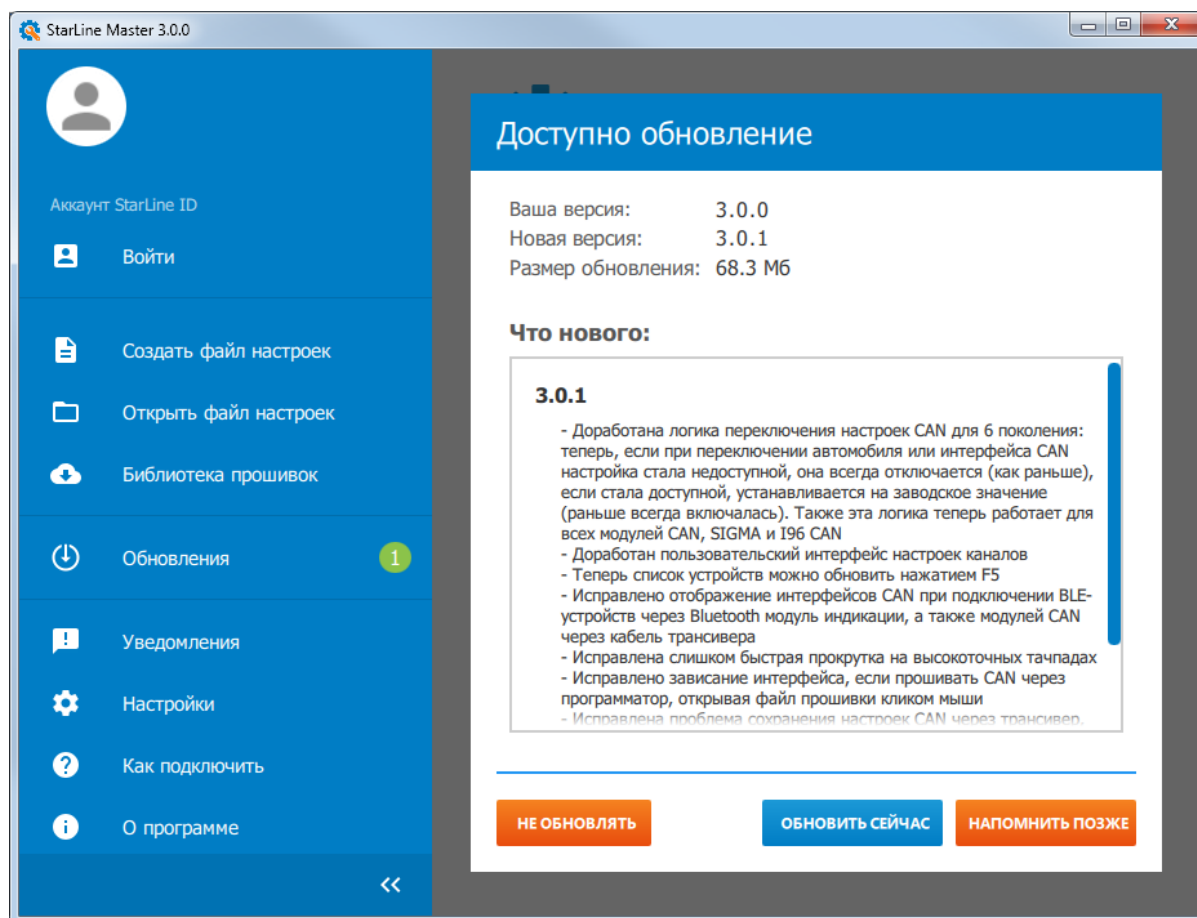 StarLine Master 3.0.0
Аккаунт StarLine ID
Войти
Создать файл настроек
Открыть файл настроек
Библиотека прошивок
Обновления 1
Уведомления
Настройки
Как подключить
О программе
Доступно обновление
Ваша версия: 3.0.0
Новая версия: 3.0.1
Размер обновления: 68.3 Мб
Что нового:
3.0.1
- Доработана логика переключения настроек CAN для 6 поколения:
теперь, если при переключении автомобиля или интерфейса CAN
настройка стала недоступной, она всегда отключается (как раньше),
если стала доступной, устанавливается на заводское значение
(раньше всегда включалась). Также эта логика теперь работает для
всех модулей CAN, SIGMA и I96 CAN
- Доработан пользовательский интерфейс настроек каналов
- Теперь список устройств можно обновить нажатием F5
- Исправлено отображение интерфейсов CAN при подключении BLE-
устройств через Bluetooth модуль индикации, а также модулей CAN
через кабель трансивера
- Исправлена слишком быстрая прокрутка на высокоточных тачпадах
- Исправлено зависание интерфейса, если прошивать CAN через
программатор, открывая файл прошивки кликом мыши
- Исправлена проблема сохранения настроек CAN через трансивер,
НЕ ОБНОВЛЯТЬ
ОБНОВИТЬ СЕЙЧАС
НАПОМНИТЬ ПОЗЖЕ